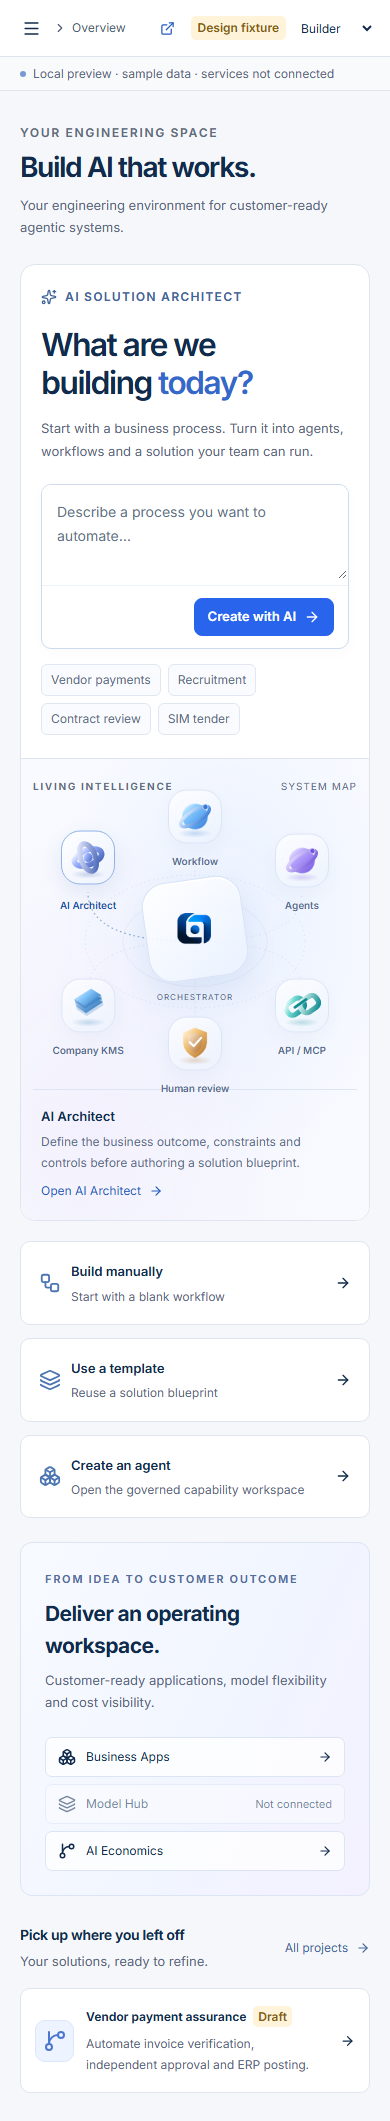 Overview
Design fixture
Builder
Local preview · sample data · services not connected
YOUR ENGINEERING SPACE
Build AI that works.
Your engineering environment for customer-ready
agentic systems.
AI SOLUTION ARCHITECT
What are we
building today?
Start with a business process. Turn it into agents,
workflows and a solution your team can run.
Describe a process you want to
automate...
Create with AI
Vendor payments
Recruitment
Contract review
SIM tender
LIVING INTELLIGENCE
SYSTEM MAP
Workflow
AI Architect
Agents
ORCHESTRATOR
Company KMS
API / MCP
Human review
AI Architect
Define the business outcome, constraints and
controls before authoring a solution blueprint.
Open AI Architect
Build manually
Start with a blank workflow
Use a template
Reuse a solution blueprint
Create an agent
Open the governed capability workspace
FROM IDEA TO CUSTOMER OUTCOME
Deliver an operating
workspace.
Customer-ready applications, model flexibility
and cost visibility.
Business Apps
Model Hub
Not connected
AI Economics
Pick up where you left off
All projects
Your solutions, ready to refine.
Vendor payment assurance
Draft
Automate invoice verification,
independent approval and ERP posting.